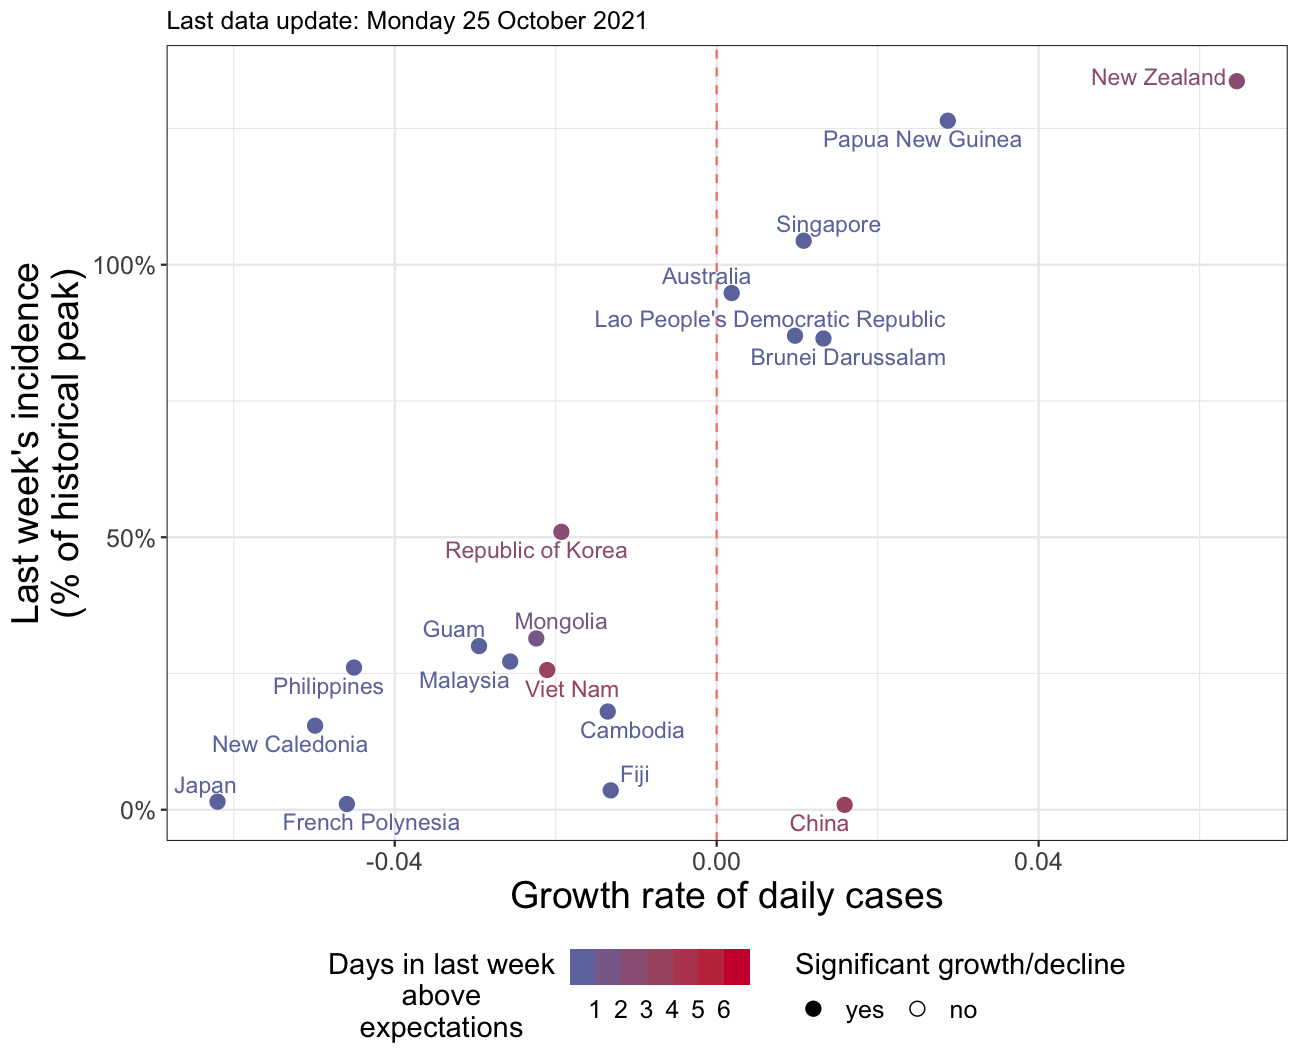 Last data update: Monday 25 October 2021
New Zealand
Papua New Guinea
Singapore
100%
Australia
Lao People's Democratic Republic
Brunei Darussalam
Last week's incidence
(% of historical peak)
50%
Republic of Korea
Mongolia
Guam
Malaysia
Viet Nam
Philippines
Cambodia
New Caledonia
Fiji
Japan
0%
French Polynesia
China
-0.04
0.00
0.04
Growth rate of daily cases
Days in last week
above
expectations
1 2 3 4 5 6
Significant growth/decline
yes
no